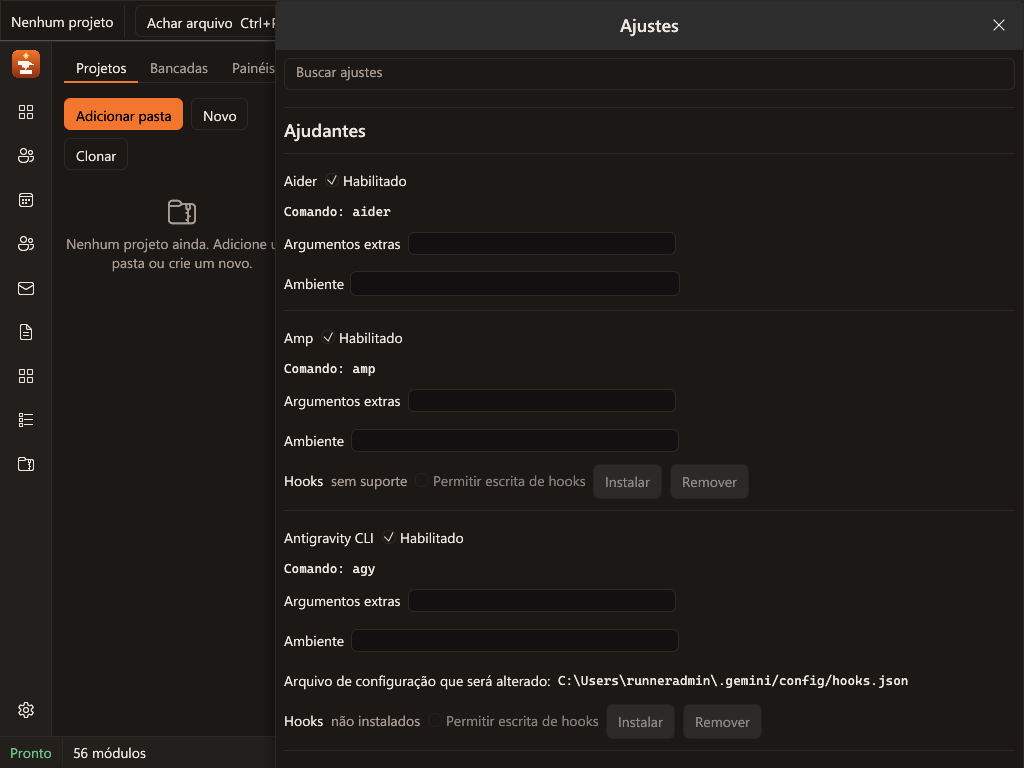 Nenhum projeto
Achar arquivo Ctrl+
Ajustes
Projetos Bancadas Painéis
Adicionar pasta
Novo
Clonar
Nenhum projeto ainda. Adicione
pasta ou crie um novo.
Buscar ajustes
Ajudantes
Aider Habilitado
Comando: aider
Argumentos extras
Ambiente
Amp Habilitado
Comando: amp
Argumentos extras
Ambiente
Hooks sem suporte Permitir escrita de hooks Instalar Remover
Antigravity CLI Habilitado
Comando: agy
Argumentos extras
Ambiente
Arquivo de configuração que será alterado: C:\Users\runneradmin\.gemini/config/hooks.json
Hooks não instalados Permitir escrita de hooks Instalar Remover
Pronto 56 módulos